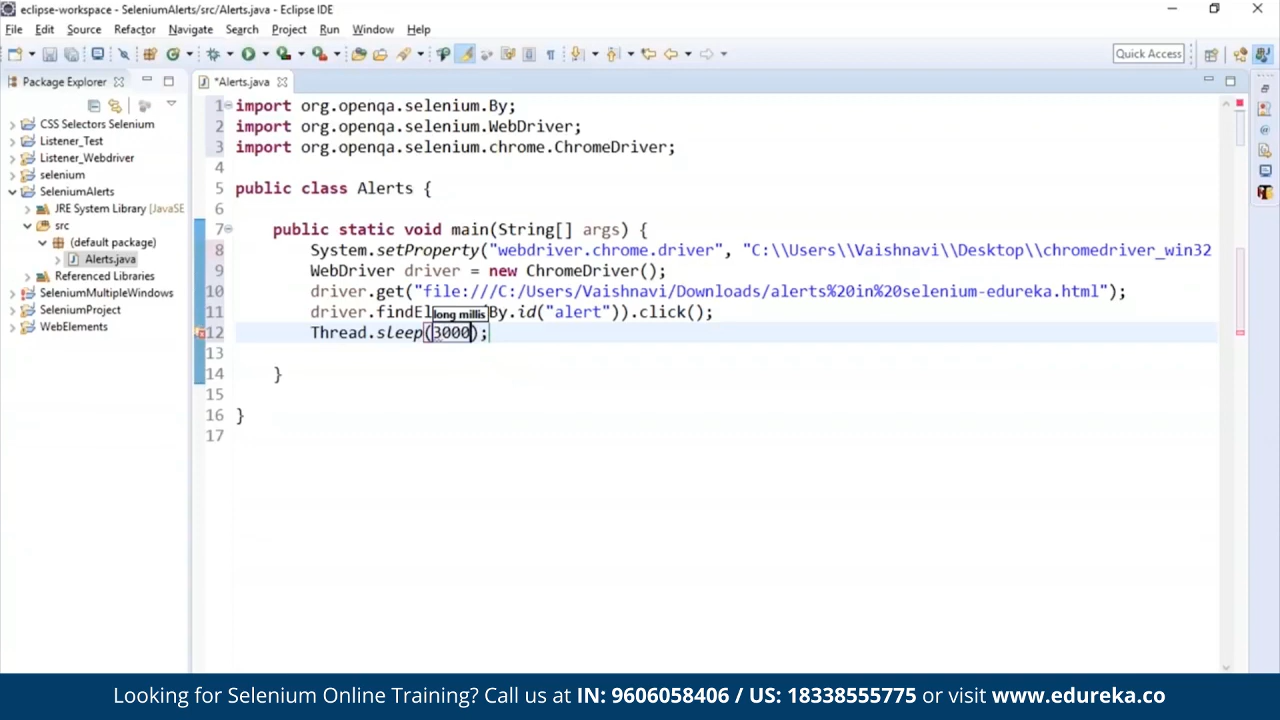 eclipse-workspace - SeleniumAlerts/src/Alerts.java - Eclipse IDE
File Edit Source Refactor Navigate Search Project Run Window Help
Quick Access
Package Explorer
*Alerts.java
CSS Selectors Selenium
Listener_Test
Listener_Webdriver
selenium
SeleniumAlerts
JRE System Library [JavaSE
src
(default package)
Alerts.java
Referenced Libraries
SeleniumMultipleWindows
SeleniumProject
WebElements
1 import org.openqa.selenium.By;
2 import org.openqa.selenium.WebDriver;
3 import org.openqa.selenium.chrome.ChromeDriver;
4
5 public class Alerts {
6
7 public static void main(String[] args) {
8 System.setProperty("webdriver.chrome.driver", "C:\\Users\\Vaishnavi\\Desktop\\chromedriver_win32
9 WebDriver driver = new ChromeDriver();
10 driver.get("file:///C:/Users/Vaishnavi/Downloads/alerts%20in%20selenium-edureka.html");
11 driver.findEl long millis By.id("alert")).click();
12 Thread.sleep(3000);
13
14 }
15
16 }
17
Looking for Selenium Online Training? Call us at IN: 9606058406 / US: 18338555775 or visit www.edureka.co